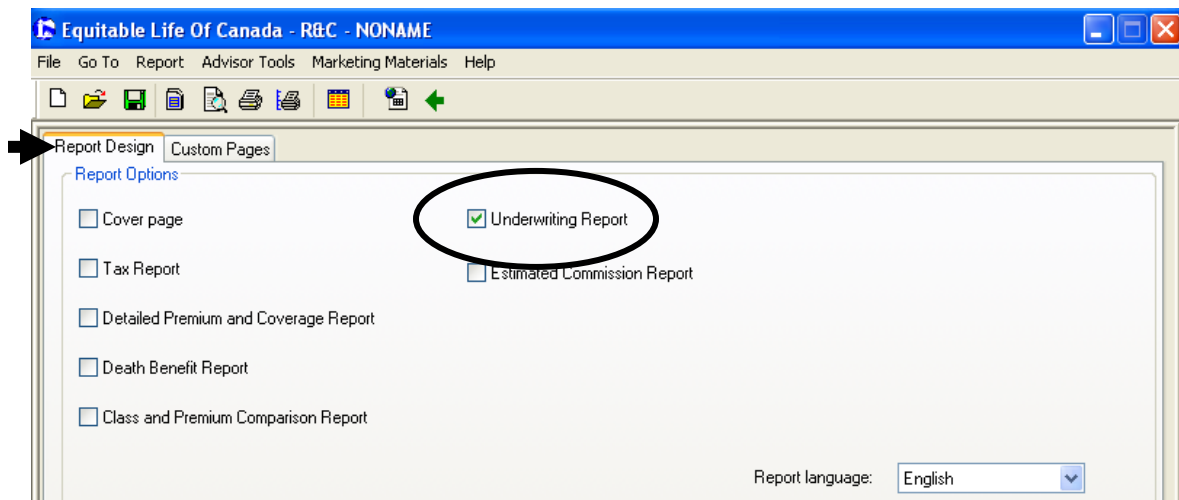 Equitable Life Of Canada - R&C - NONAME
File Go To Report Advisor Tools Marketing Materials Help
Report Design Custom Pages
Report Options
Cover page Underwriting Report
Tax Report Estimated Commission Report
Detailed Premium and Coverage Report
Death Benefit Report
Class and Premium Comparison Report
Report language: English